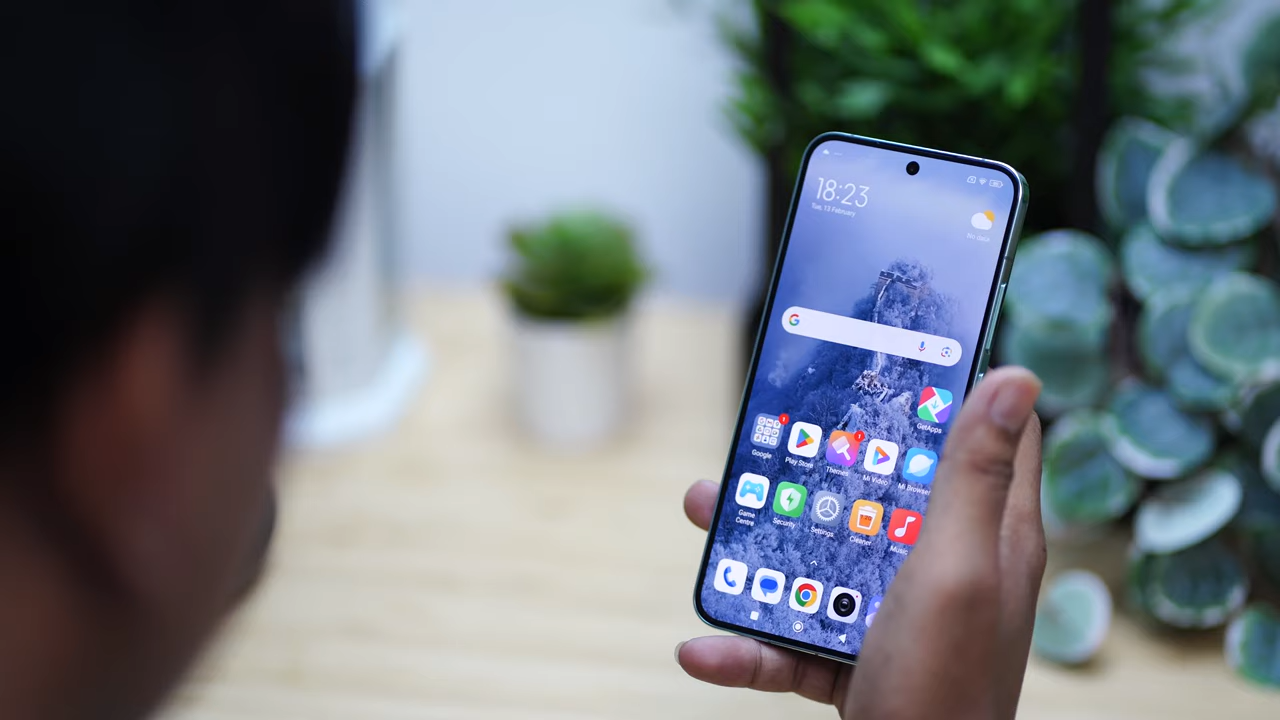 18:23
Tue, 13 February
No data
GetApps
Google
Play Store
Themes
Mi Video
Mi Browser
Game
Centre
Security
Settings
Cleaner
Music